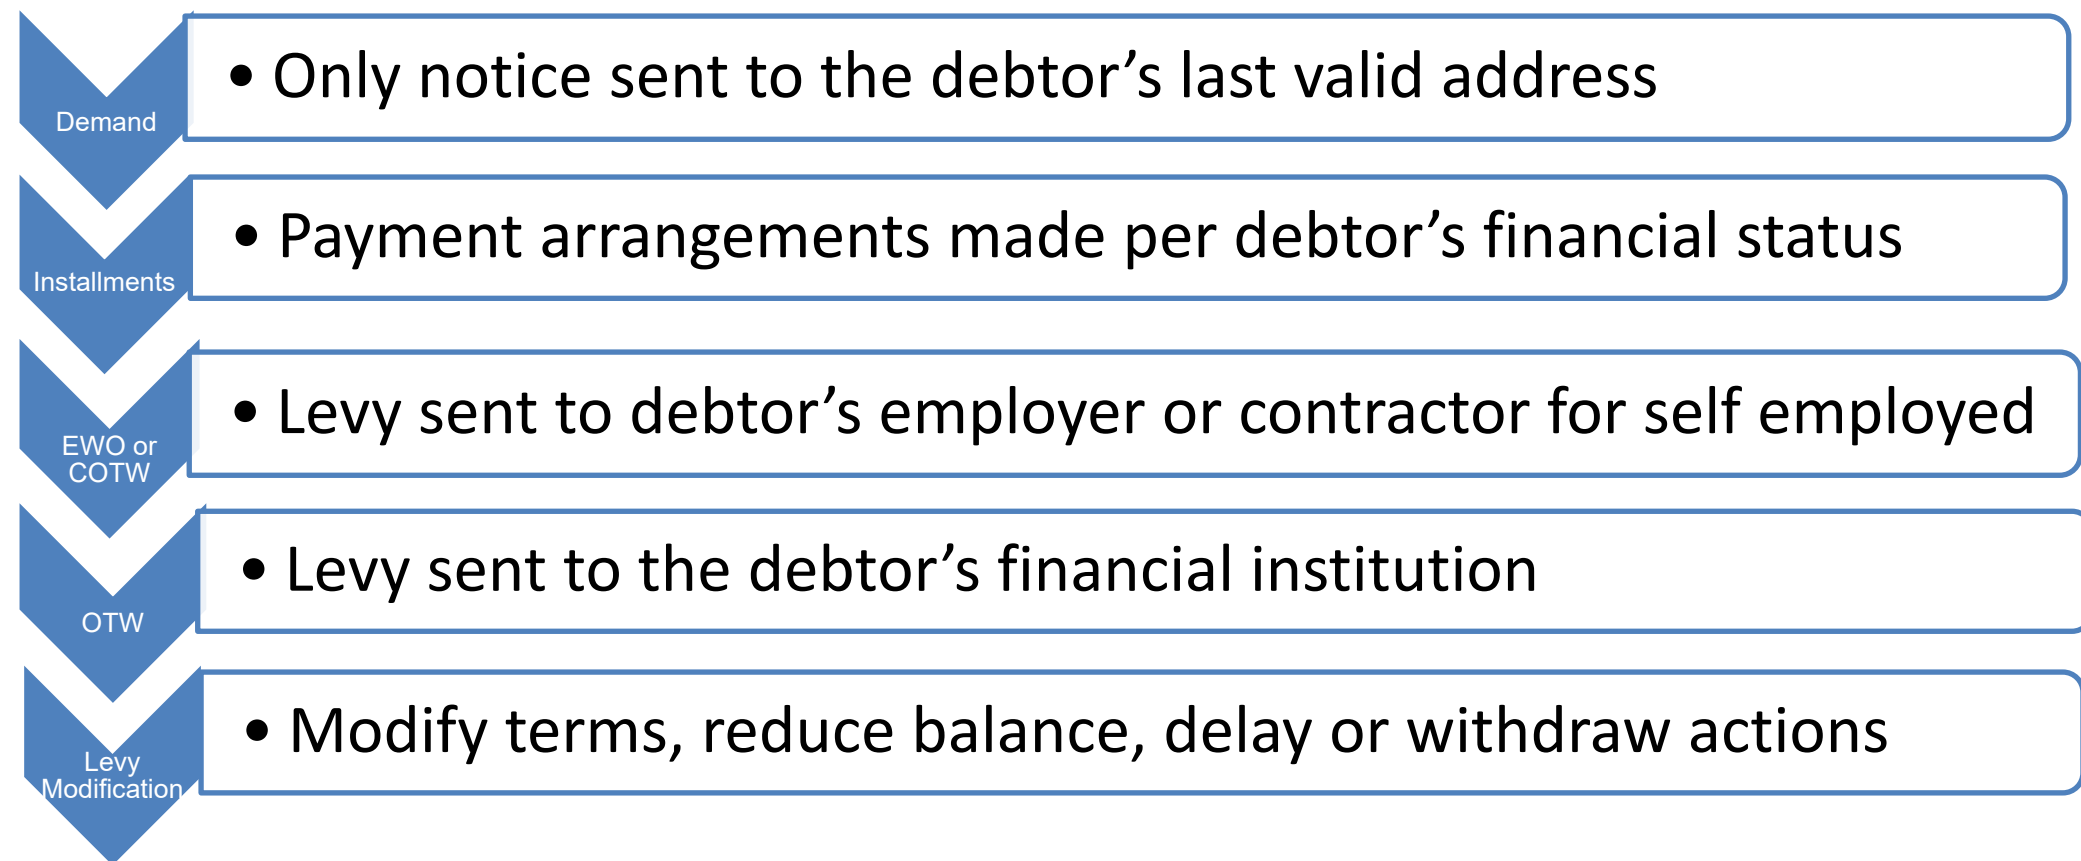 Demand
• Only notice sent to the debtor’s last valid address
Installments
• Payment arrangements made per debtor’s financial status
EWO or
COTW
• Levy sent to debtor’s employer or contractor for self employed
OTW
• Levy sent to the debtor’s financial institution
Levy
Modification
• Modify terms, reduce balance, delay or withdraw actions